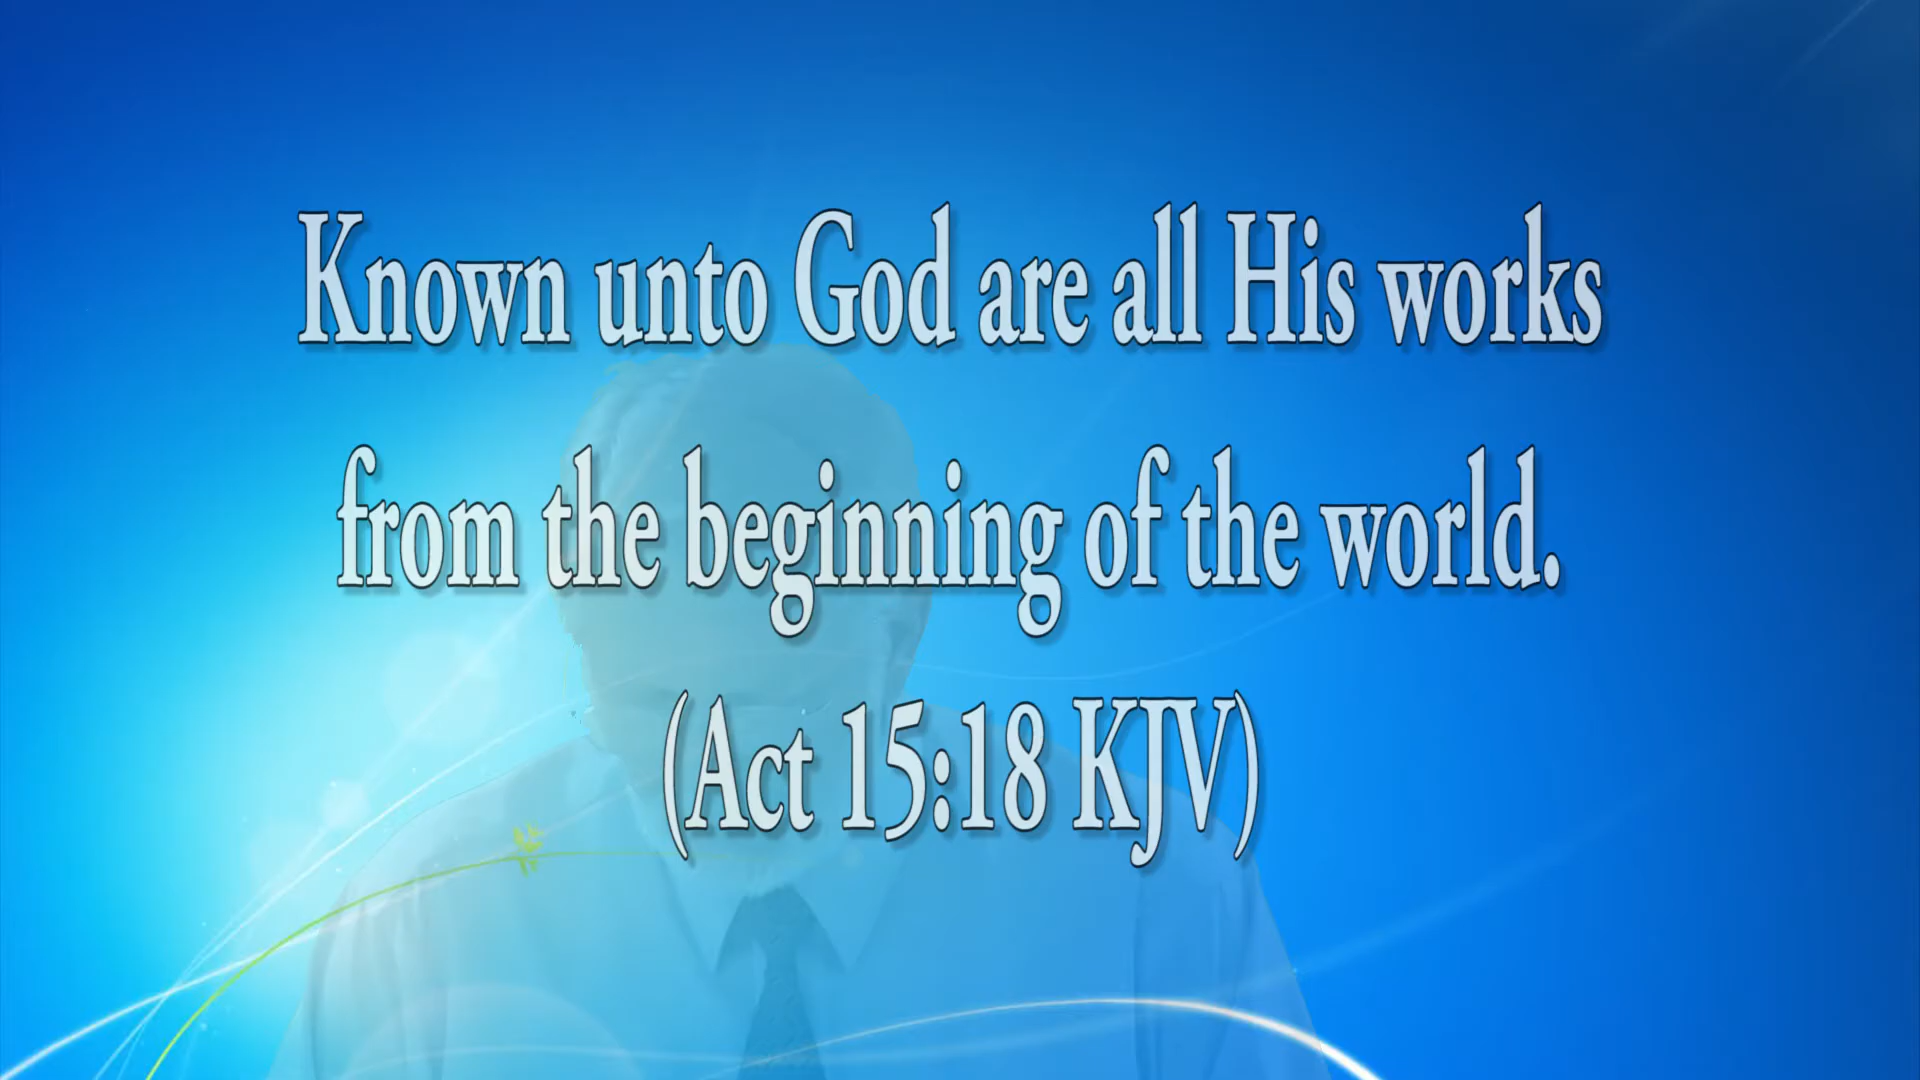 Known unto God are all His works
from the beginning of the world.
(Act 15:18 KJV)